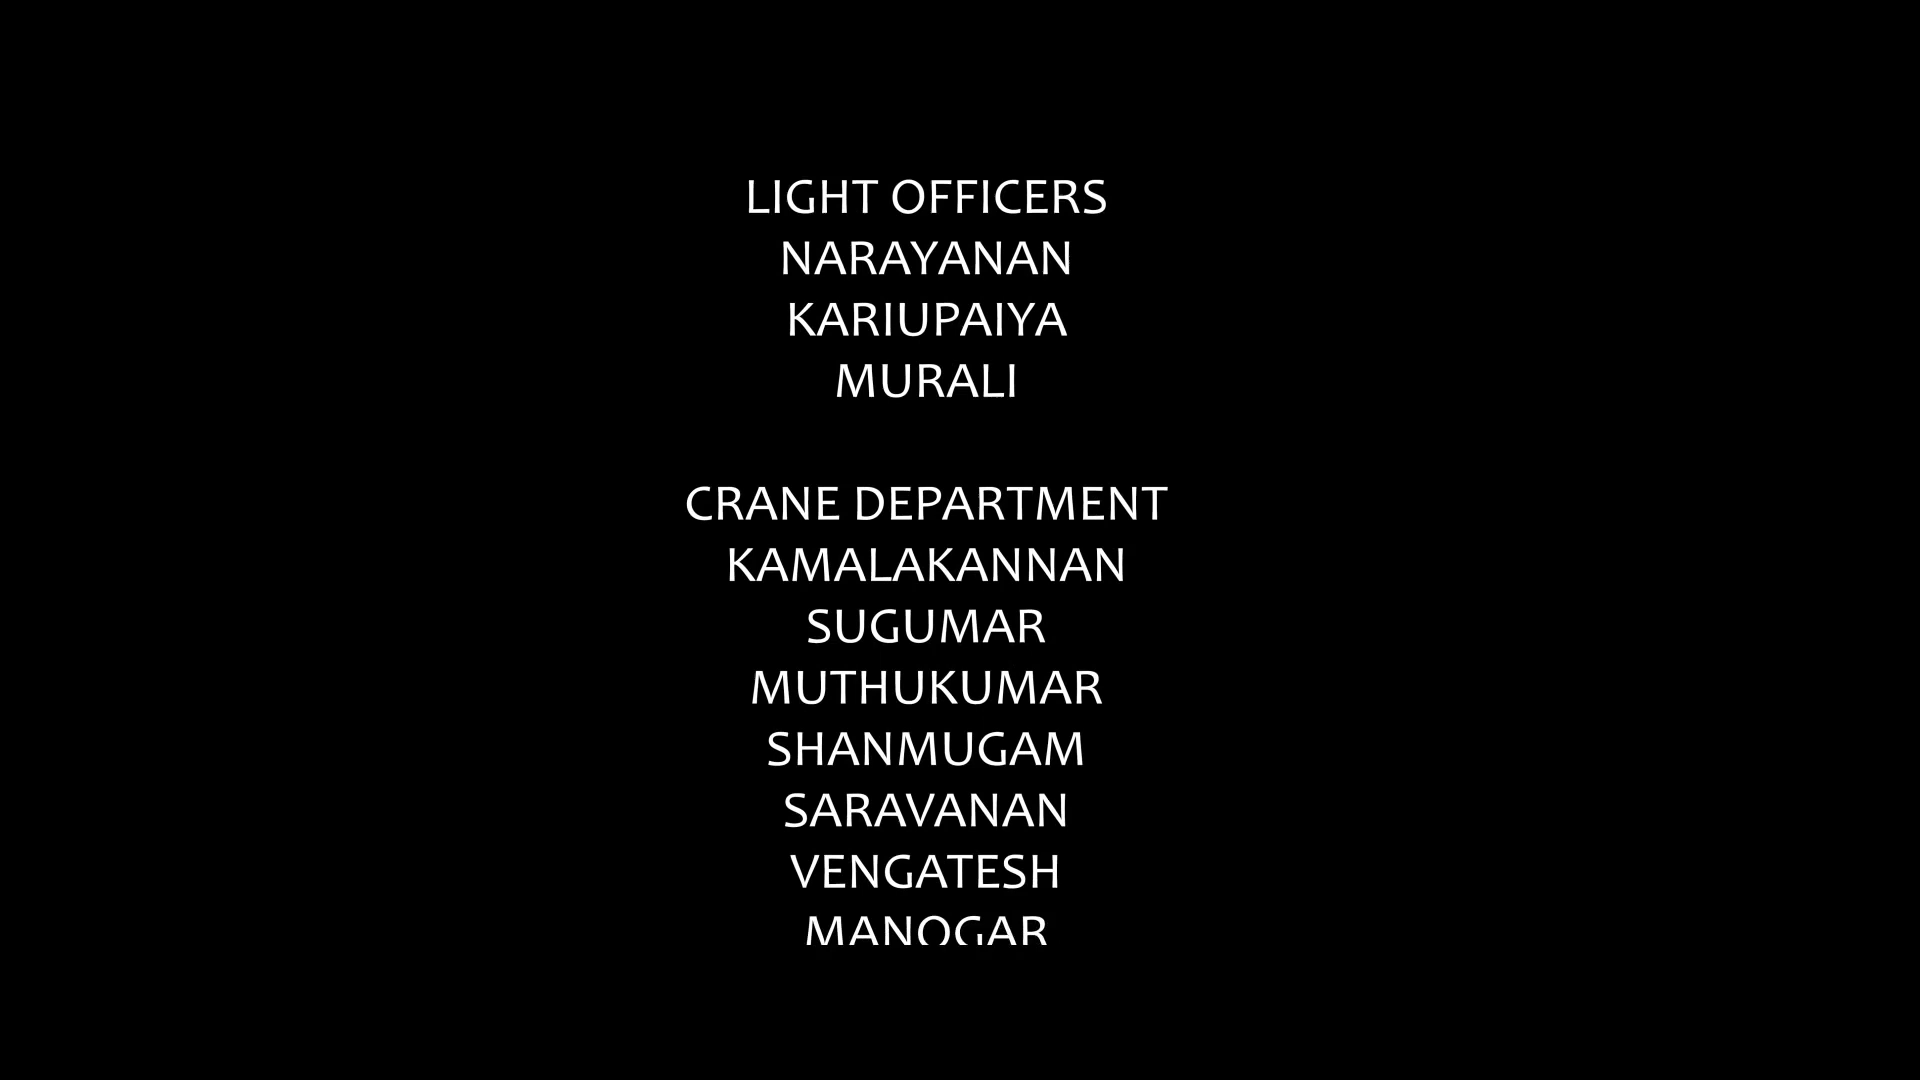 LIGHT OFFICERS
NARAYANAN
KARIUPAIYA
MURALI
CRANE DEPARTMENT
KAMALAKANNAN
SUGUMAR
MUTHUKUMAR
SHANMUGAM
SARAVANAN
VENGATESH
MANOGAR